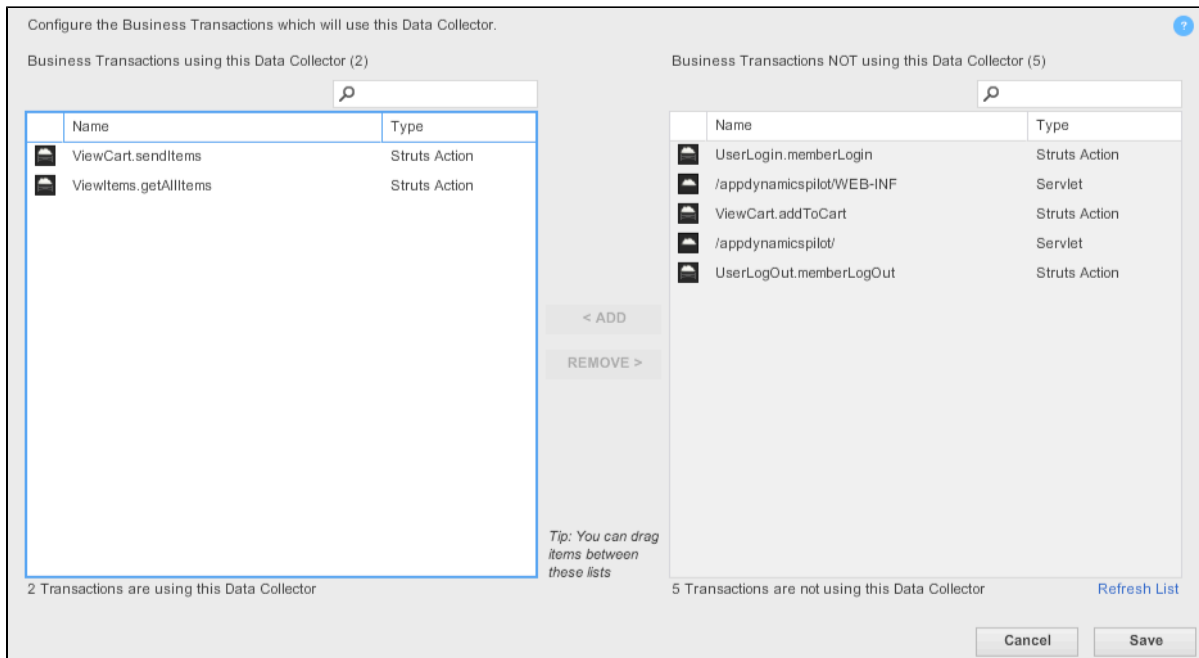 Configure the Business Transactions which will use this Data Collector.
?
Business Transactions using this Data Collector (2)
Name Type
ViewCart.sendItems Struts Action
ViewItems.getAllItems Struts Action
2 Transactions are using this Data Collector
< ADD
REMOVE >
Tip: You can drag
items between
these lists
Business Transactions NOT using this Data Collector (5)
Name Type
UserLogin.memberLogin Struts Action
/appdynamicspilot/WEB-INF Servlet
ViewCart.addToCart Struts Action
/appdynamicspilot/ Servlet
UserLogOut.memberLogOut Struts Action
5 Transactions are not using this Data Collector Refresh List
Cancel Save